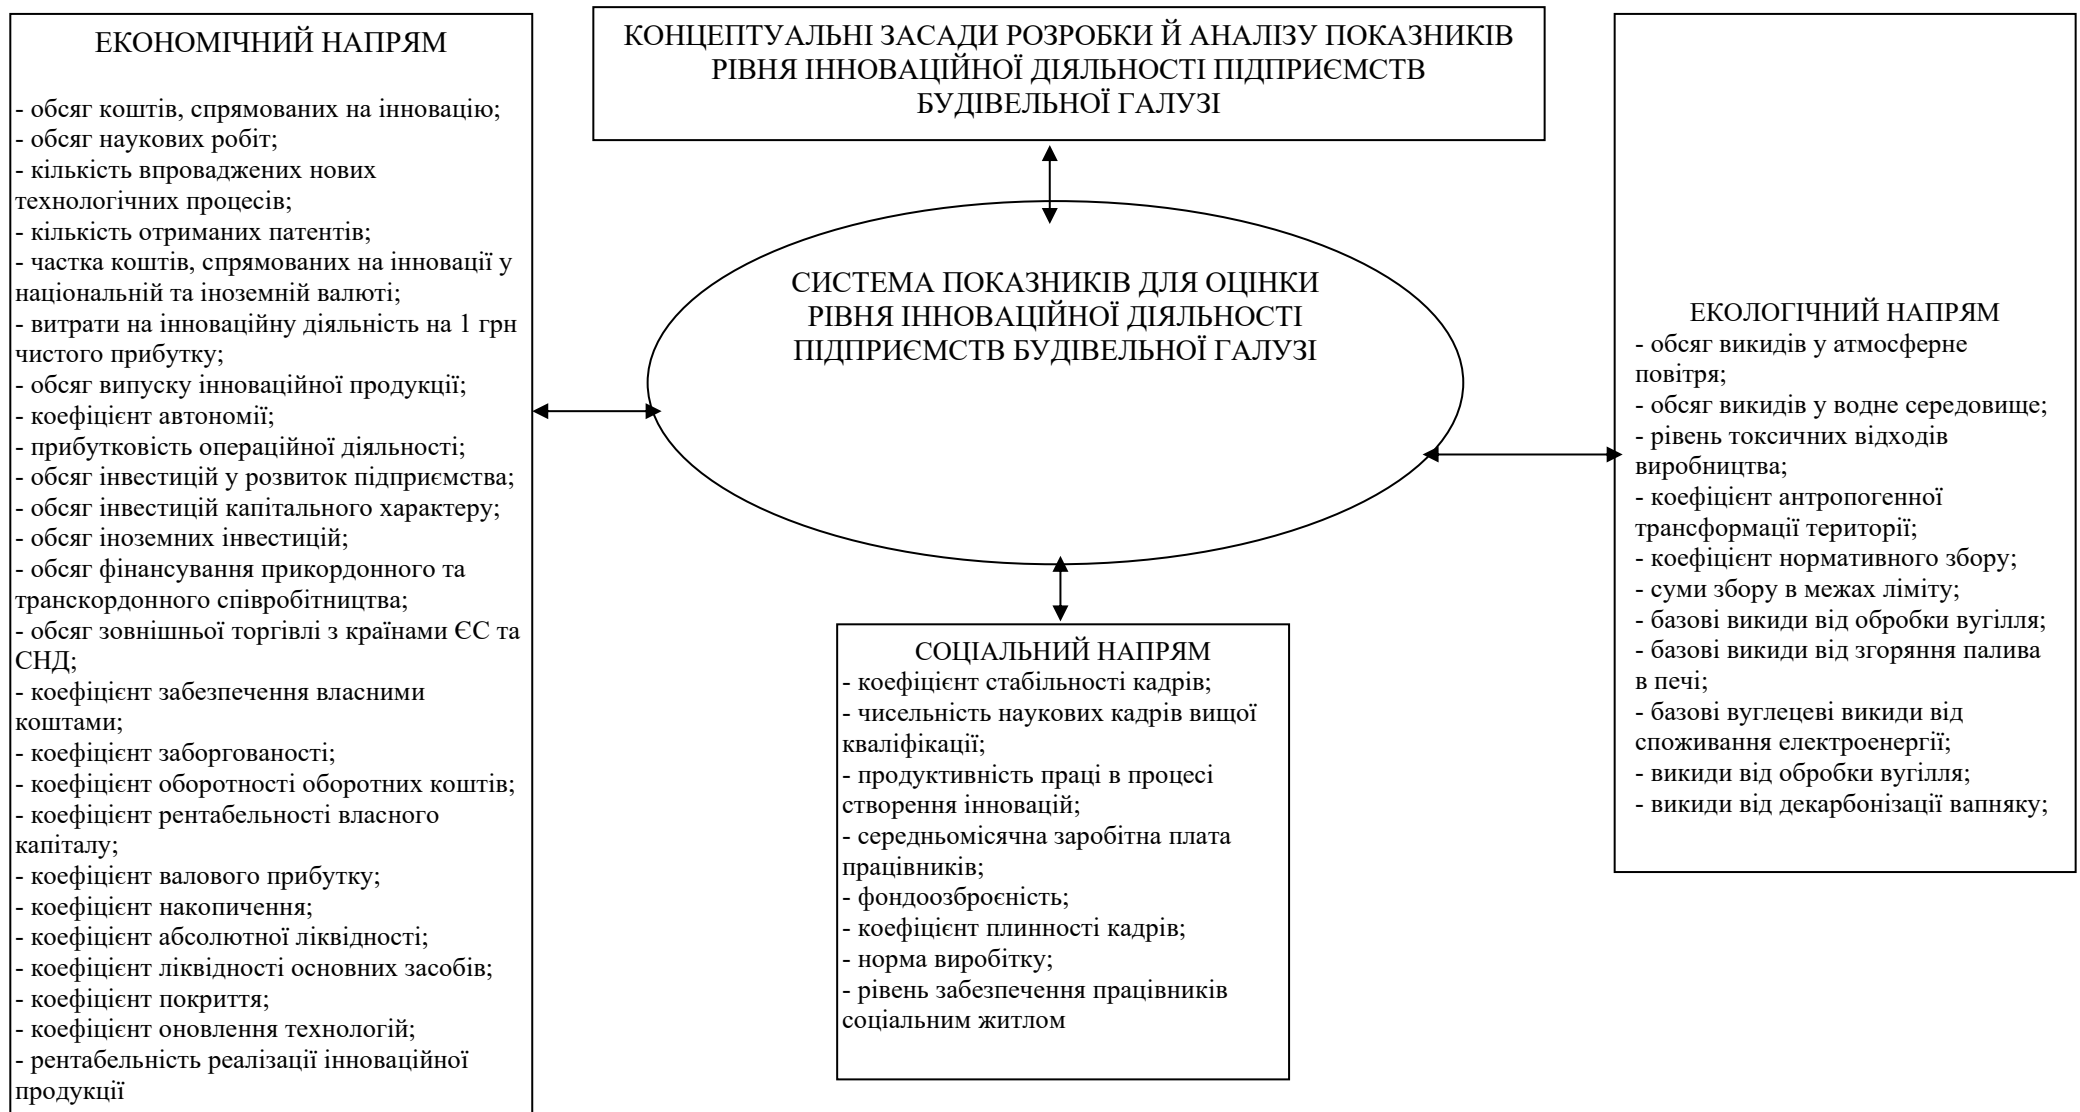 ЕКОНОМІЧНИЙ НАПРЯМ
- обсяг коштів, спрямованих на інновацію;
- обсяг наукових робіт;
- кількість впроваджених нових
технологічних процесів;
- кількість отриманих патентів;
- частка коштів, спрямованих на інновації у
національній та іноземній валюті;
- витрати на інноваційну діяльність на 1 грн
чистого прибутку;
- обсяг випуску інноваційної продукції;
- коефіцієнт автономії;
- прибутковість операційної діяльності;
- обсяг інвестицій у розвиток підприємства;
- обсяг інвестицій капітального характеру;
- обсяг іноземних інвестицій;
- обсяг фінансування прикордонного та
транскордонного співробітництва;
- обсяг зовнішньої торгівлі з країнами ЄС та
СНД;
- коефіцієнт забезпечення власними
коштами;
- коефіцієнт заборгованості;
- коефіцієнт оборотності оборотних коштів;
- коефіцієнт рентабельності власного
капіталу;
- коефіцієнт валового прибутку;
- коефіцієнт накопичення;
- коефіцієнт абсолютної ліквідності;
- коефіцієнт ліквідності основних засобів;
- коефіцієнт покриття;
- коефіцієнт оновлення технологій;
- рентабельність реалізації інноваційної
продукції
КОНЦЕПТУАЛЬНІ ЗАСАДИ РОЗРОБКИ Й АНАЛІЗУ ПОКАЗНИКІВ
РІВНЯ ІННОВАЦІЙНОЇ ДІЯЛЬНОСТІ ПІДПРИЄМСТВ
БУДІВЕЛЬНОЇ ГАЛУЗІ
СИСТЕМА ПОКАЗНИКІВ ДЛЯ ОЦІНКИ
РІВНЯ ІННОВАЦІЙНОЇ ДІЯЛЬНОСТІ
ПІДПРИЄМСТВ БУДІВЕЛЬНОЇ ГАЛУЗІ
СОЦІАЛЬНИЙ НАПРЯМ
- коефіцієнт стабільності кадрів;
- чисельність наукових кадрів вищої
кваліфікації;
- продуктивність праці в процесі
створення інновацій;
- середньомісячна заробітна плата
працівників;
- фондоозброєність;
- коефіцієнт плинності кадрів;
- норма виробітку;
- рівень забезпечення працівників
соціальним житлом
ЕКОЛОГІЧНИЙ НАПРЯМ
- обсяг викидів у атмосферне
повітря;
- обсяг викидів у водне середовище;
- рівень токсичних відходів
виробництва;
- коефіцієнт антропогенної
трансформації території;
- коефіцієнт нормативного збору;
- суми збору в межах ліміту;
- базові викиди від обробки вугілля;
- базові викиди від згоряння палива
в печі;
- базові вуглецеві викиди від
споживання електроенергії;
- викиди від обробки вугілля;
- викиди від декарбонізації вапняку;